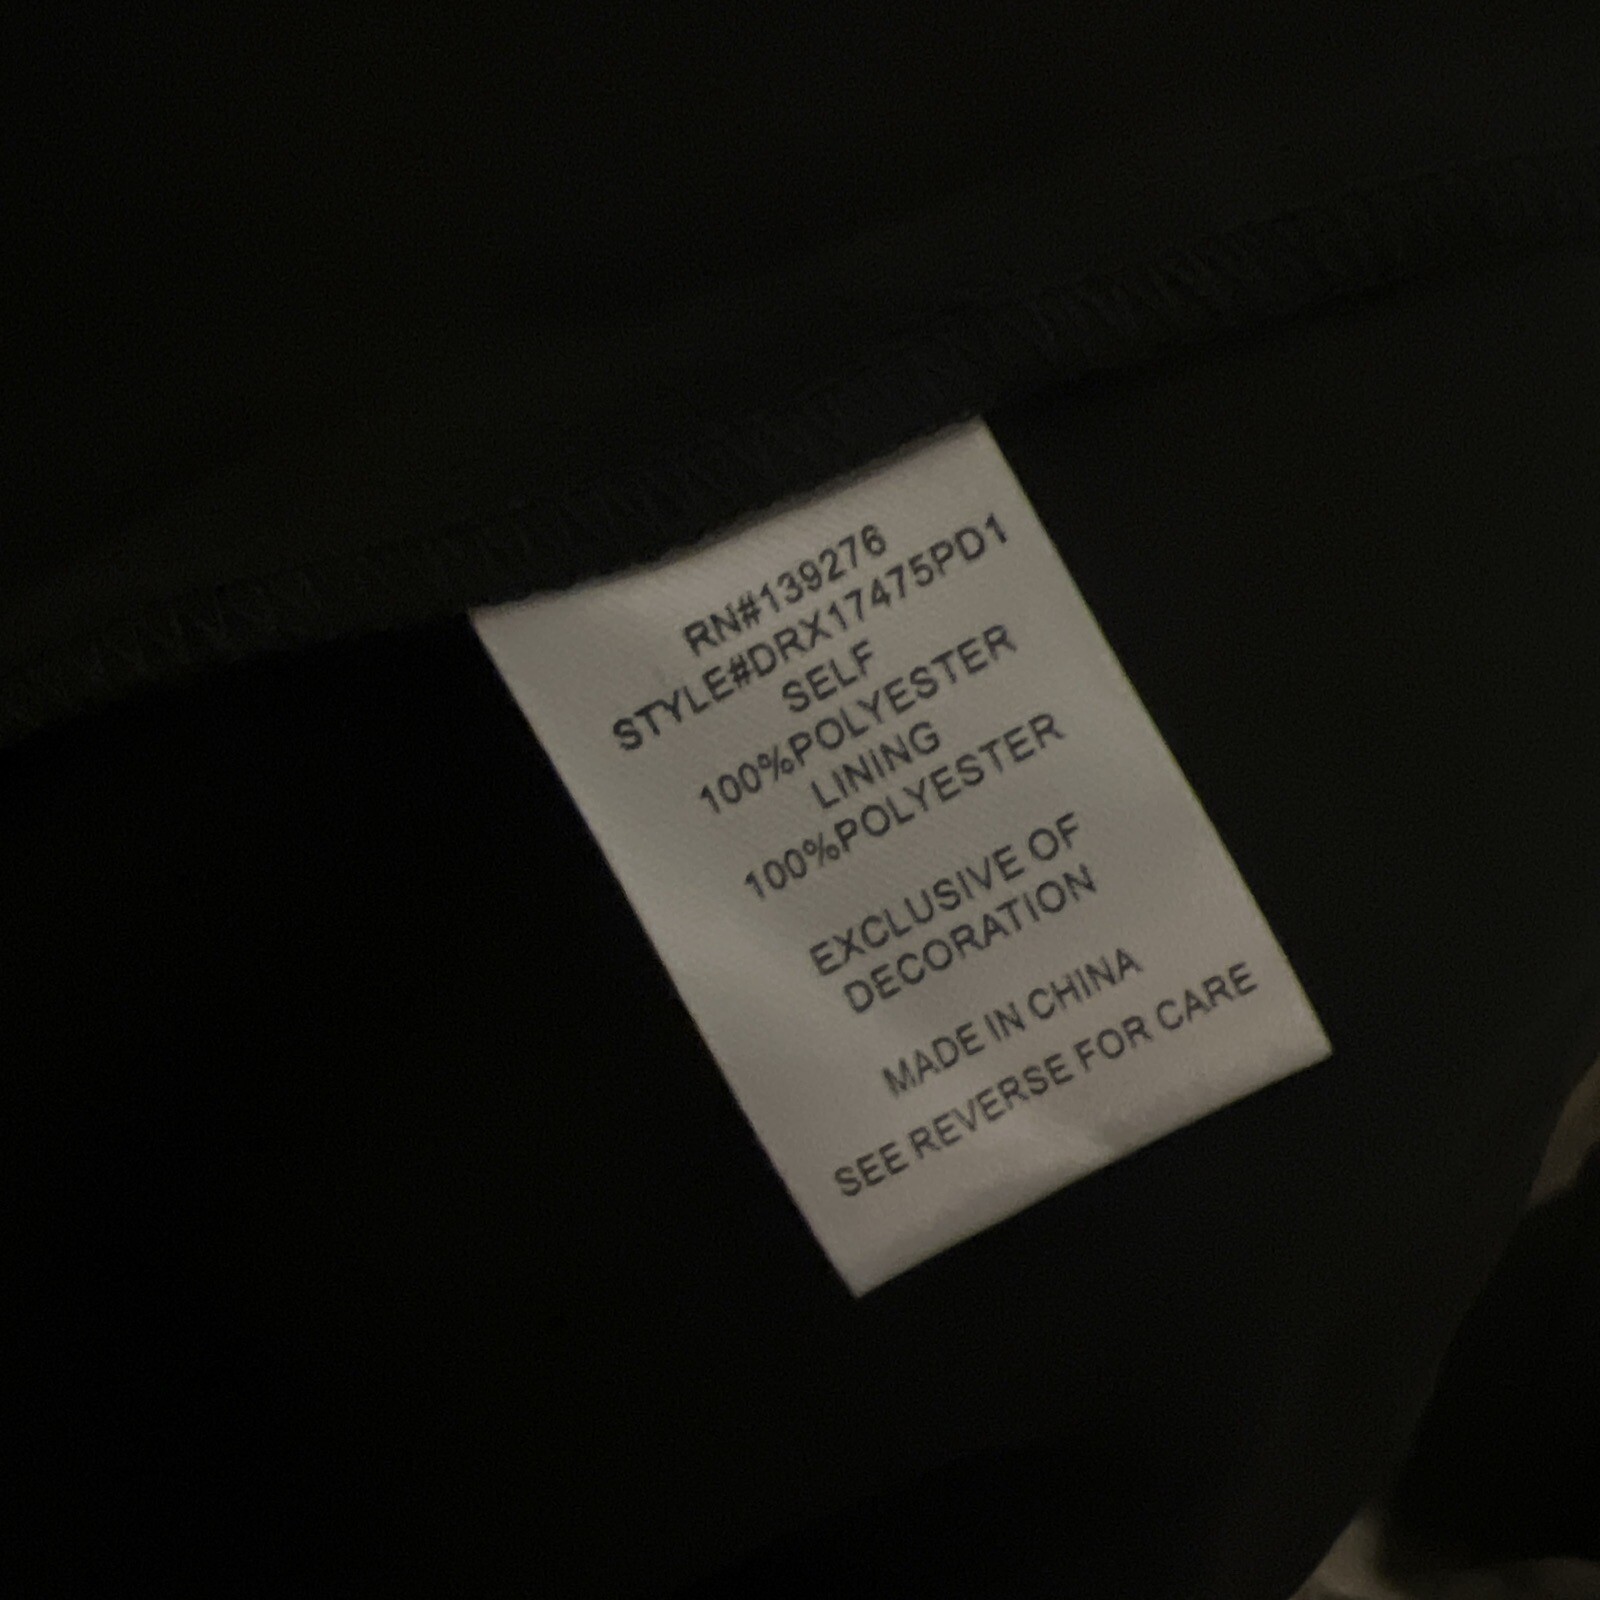 RN#139276
STYLE#DRX17475PD1
SELF
100%POLYESTER
LINING
100%POLYESTER
EXCLUSIVE OF
DECORATION
MADE IN CHINA
SEE REVERSE FOR CARE